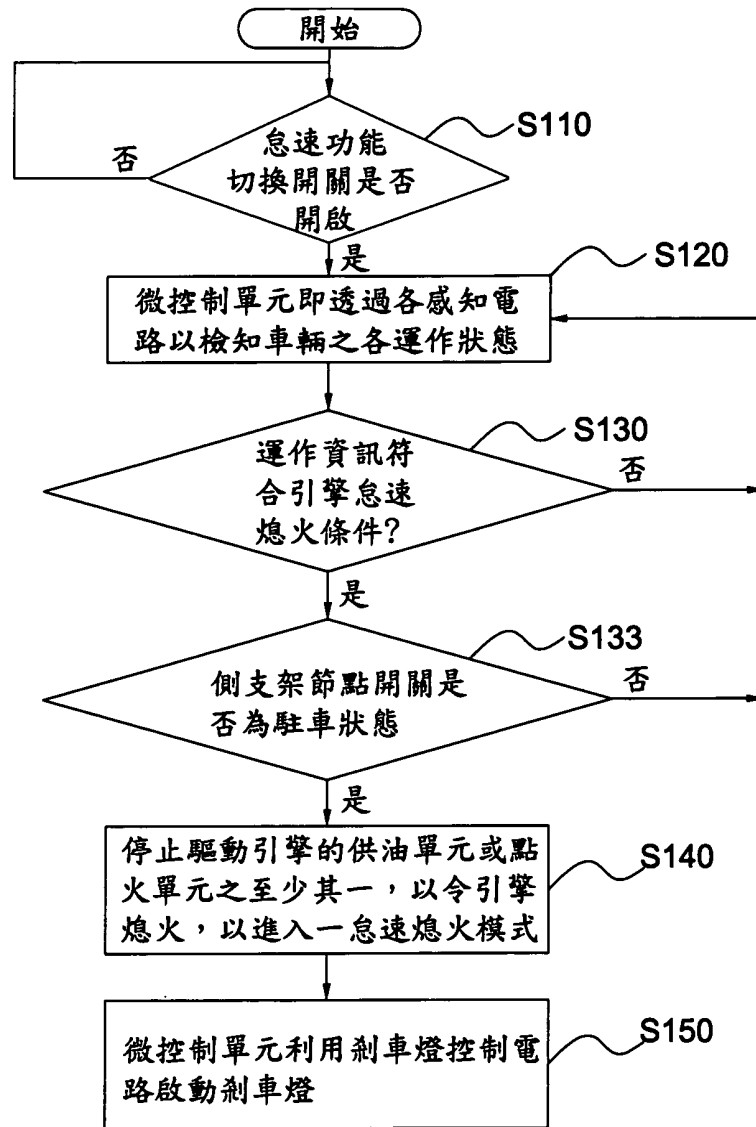 開始
S110
怠速功能
切換開關是否
開啟
否
是
S120
微控制單元即透過各感知電
路以檢知車輛之各運作狀態
S130
運作資訊符
合引擎怠速
熄火條件?
否
是
S133
側支架節點開關是
否為駐車狀態
否
是
S140
停止驅動引擎的供油單元或點
火單元之至少其一,以令引擎
熄火,以進入一怠速熄火模式
S150
微控制單元利用剎車燈控制電
路啟動剎車燈